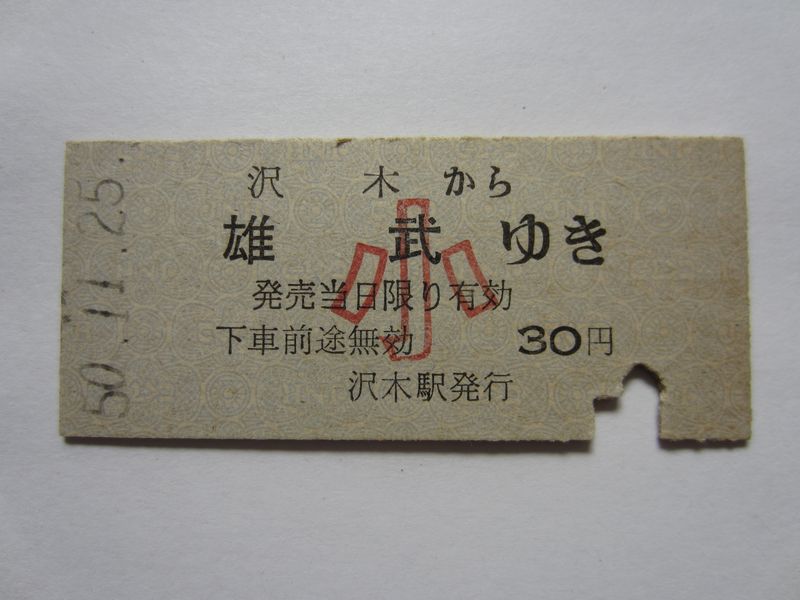 50.11.25.
沢木から
雄武ゆき
小
発売当日限り有効
下車前途無効 30円
沢木駅発行